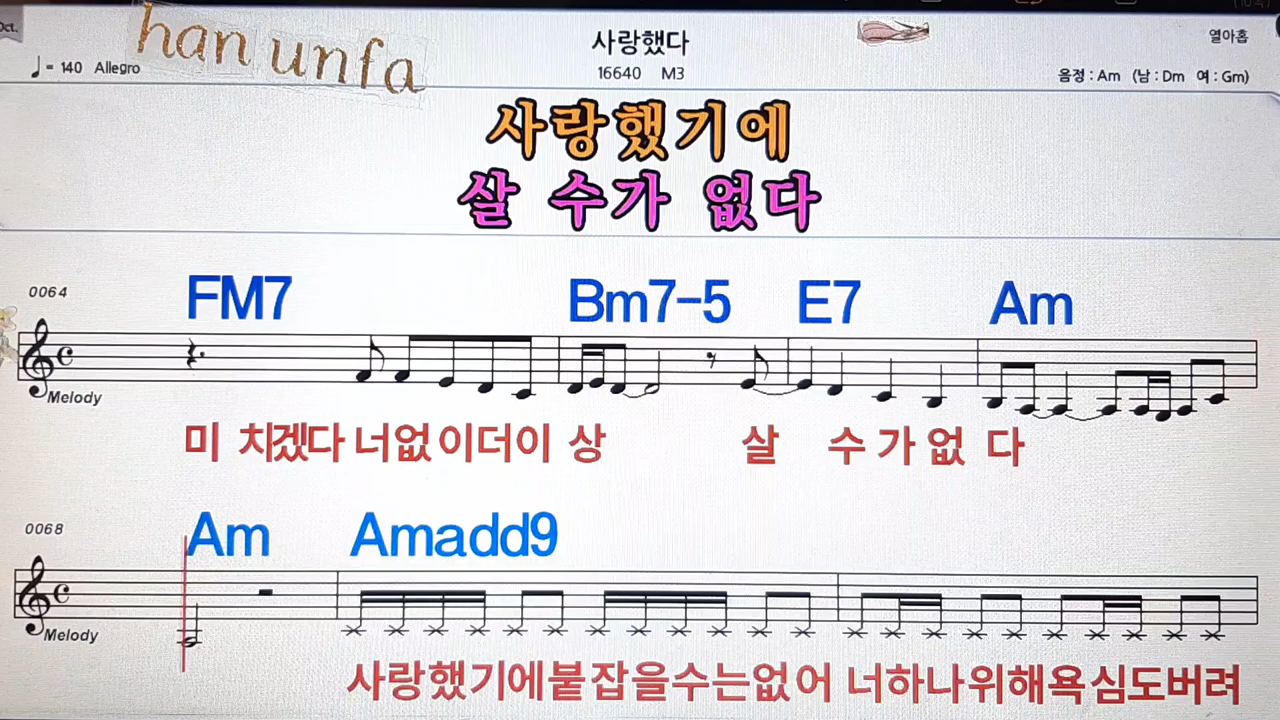 Oct.
han unfa
사랑했다
열아홉
♩= 140 Allegro
16640 M3
음정 : Am (남 : Dm 여 : Gm)
사랑했기에
살 수가 없다
0064
FM7 Bm7-5 E7 Am
Melody
미 치겠다 너없이더이 상 살 수 가 없 다
0068
Am Amadd9
Melody
사랑했기에붙잡을수는없어 너하나위해욕심도버려